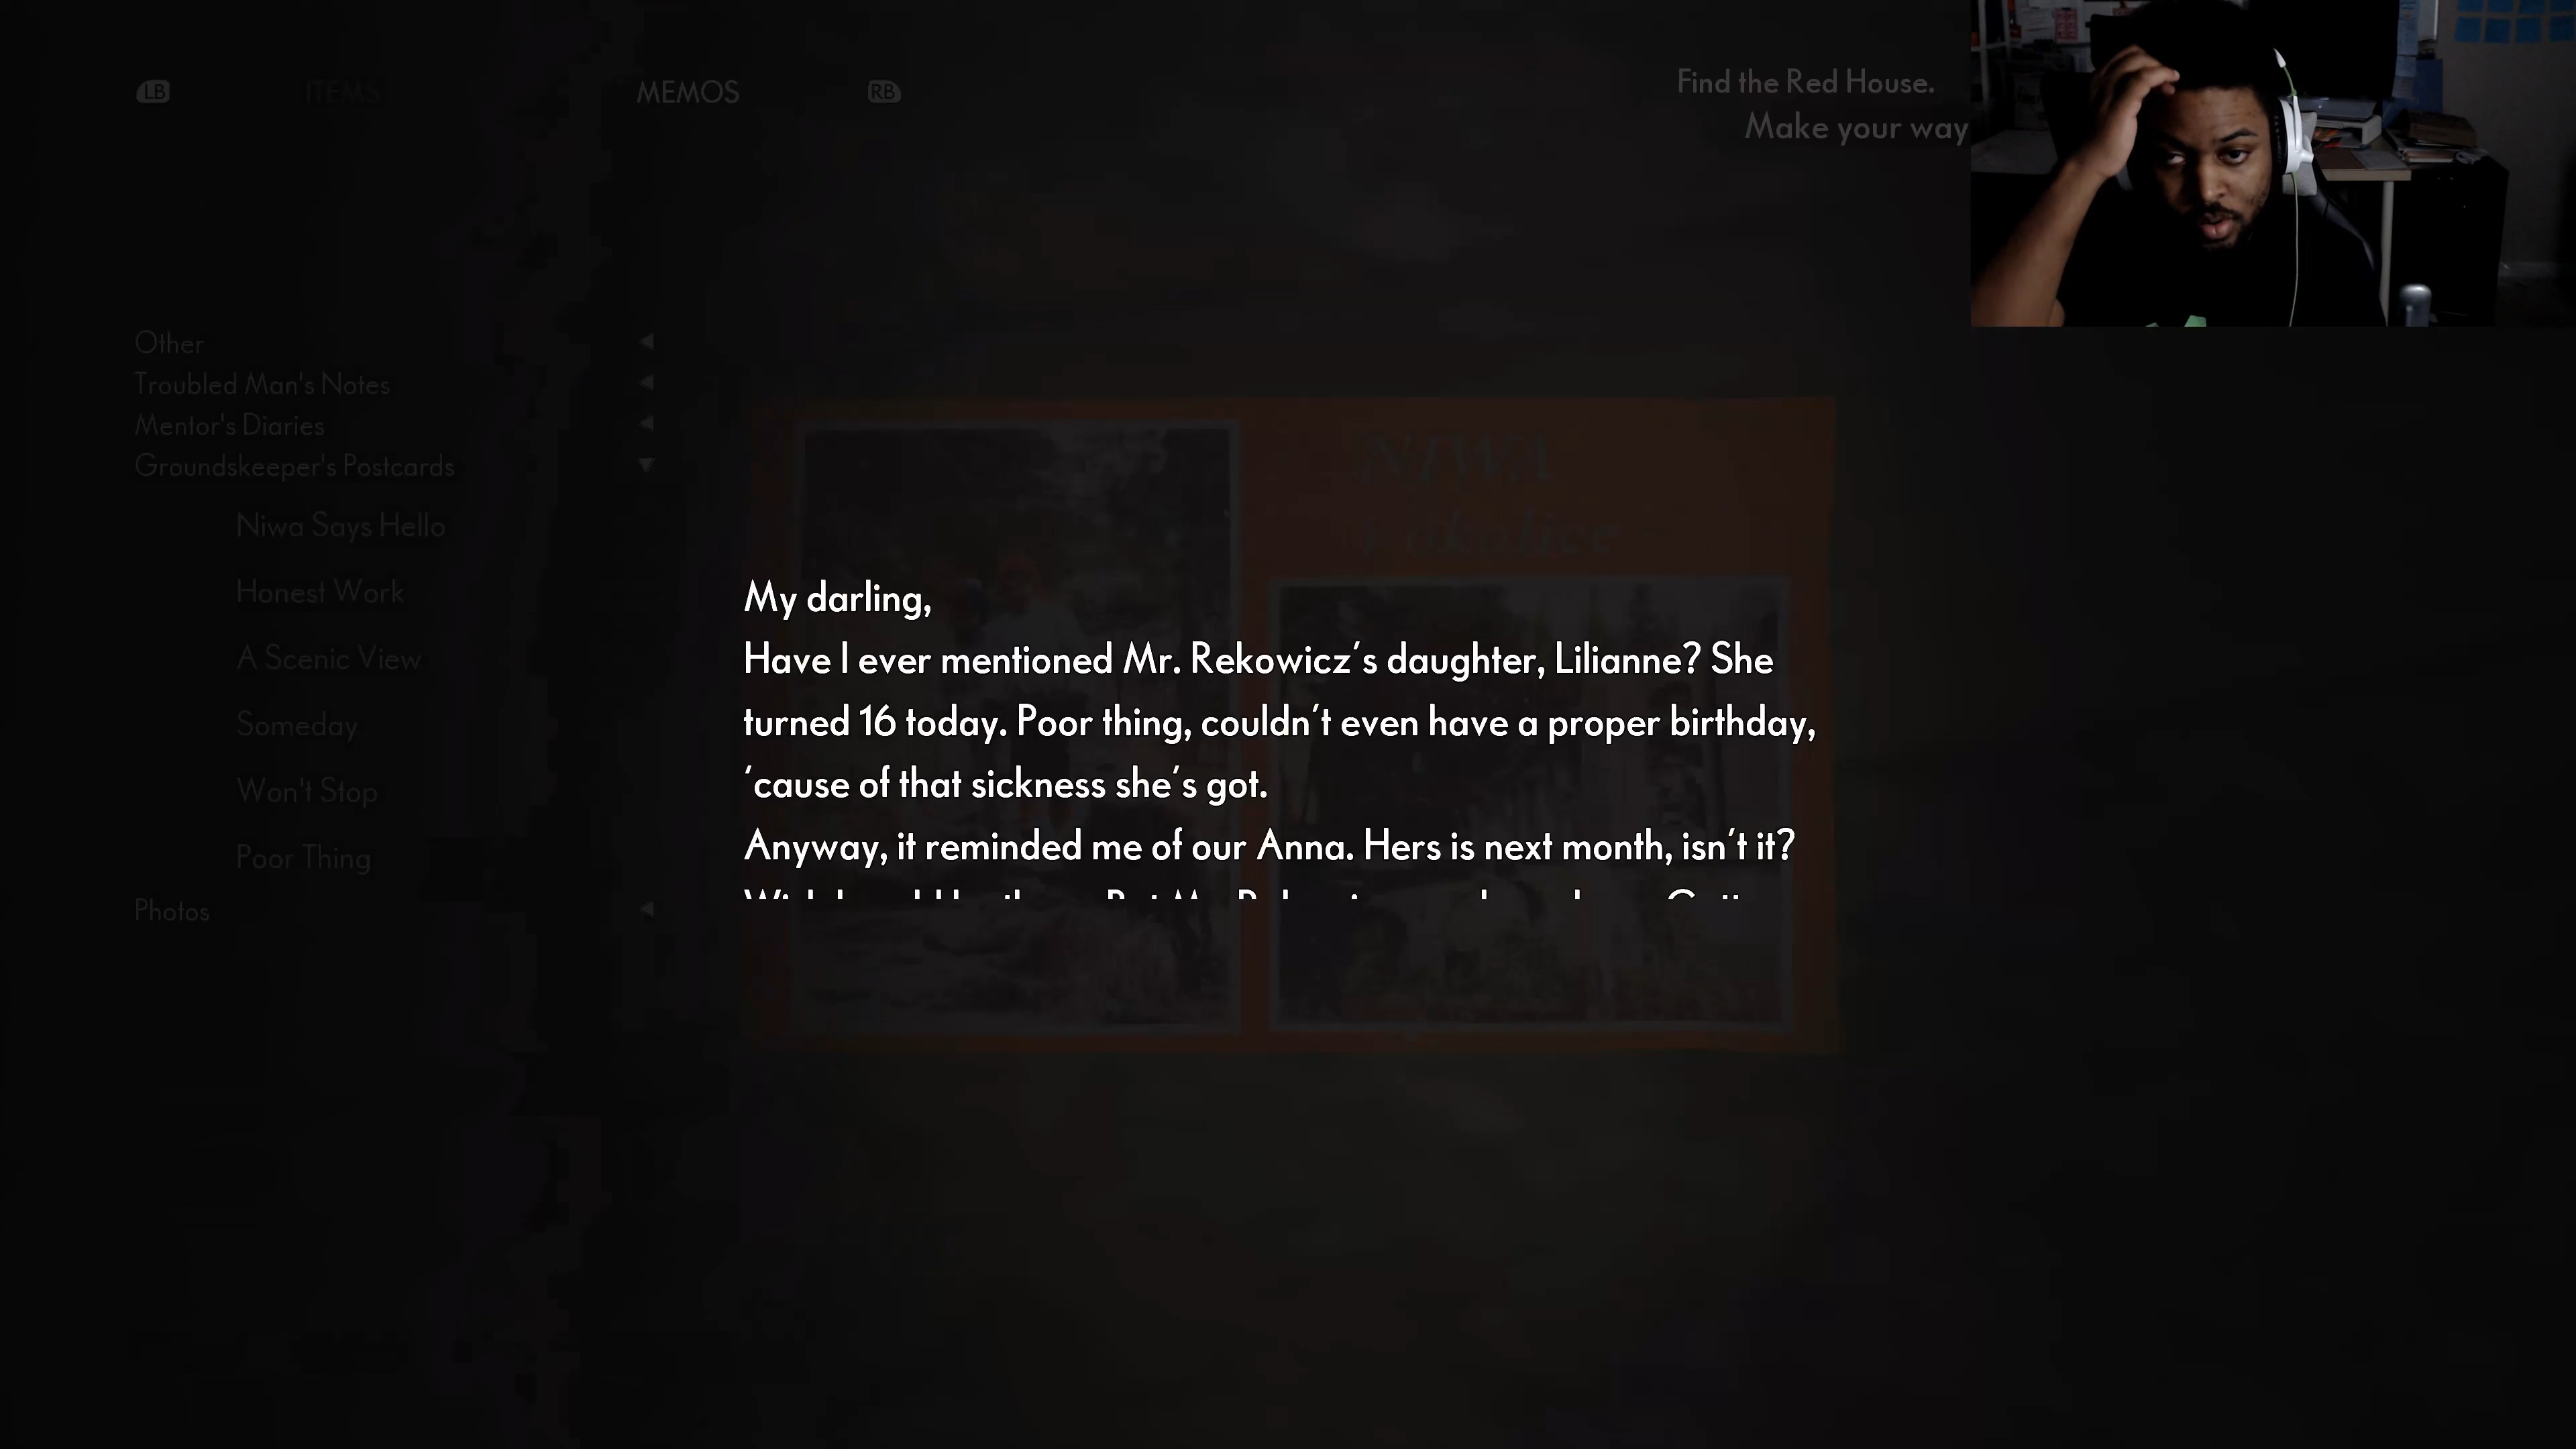 LB ITEMS MEMOS RB
Find the Red House.
Make your way
Other
Troubled Man's Notes
Mentor's Diaries
Groundskeeper's Postcards
Niwa Says Hello
Honest Work
A Scenic View
Someday
Won't Stop
Poor Thing
Photos
NIWA
My darling,
Have I ever mentioned Mr. Rekowicz's daughter, Lilianne? She
turned 16 today. Poor thing, couldn't even have a proper birthday,
'cause of that sickness she's got.
Anyway, it reminded me of our Anna. Hers is next month, isn't it?